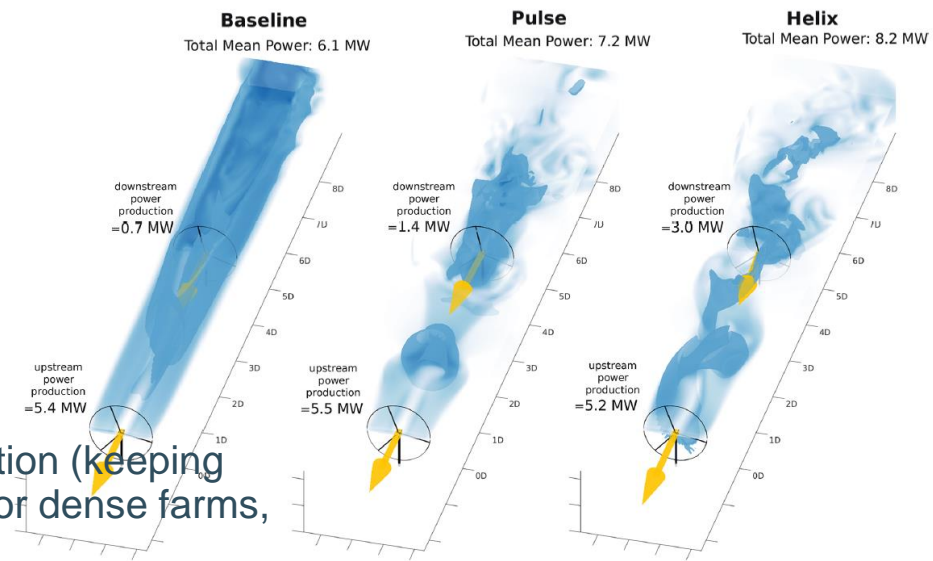 Baseline
Total Mean Power: 6.1 MW
downstream
power
production
=0.7 MW
upstream
power
production
=5.4 MW
8D
7D
6D
5D
4D
3D
2D
1D
0D
Pulse
Total Mean Power: 7.2 MW
downstream
power
production
=1.4 MW
upstream
power
production
=5.5 MW
8D
7D
6D
5D
4D
3D
2D
1D
0D
Helix
Total Mean Power: 8.2 MW
downstream
power
production
=3.0 MW
upstream
power
production
=5.2 MW
8D
7D
6D
5D
4D
3D
2D
1D
0D
tion (keeping
or dense farms,